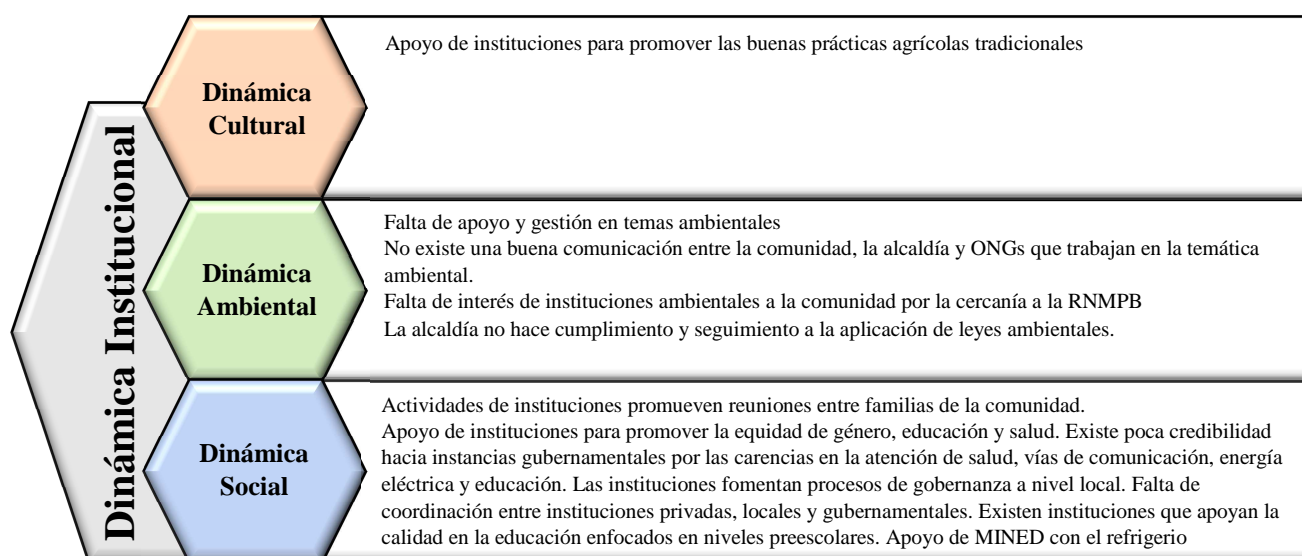 Dinámica Institucional
Dinámica
Cultural
Apoyo de instituciones para promover las buenas prácticas agrícolas tradicionales
Dinámica
Ambiental
Falta de apoyo y gestión en temas ambientales
No existe una buena comunicación entre la comunidad, la alcaldía y ONGs que trabajan en la temática
ambiental.
Falta de interés de instituciones ambientales a la comunidad por la cercanía a la RNMPB
La alcaldía no hace cumplimiento y seguimiento a la aplicación de leyes ambientales.
Dinámica
Social
Actividades de instituciones promueven reuniones entre familias de la comunidad.
Apoyo de instituciones para promover la equidad de género, educación y salud. Existe poca credibilidad
hacia instancias gubernamentales por las carencias en la atención de salud, vías de comunicación, energía
eléctrica y educación. Las instituciones fomentan procesos de gobernanza a nivel local. Falta de
coordinación entre instituciones privadas, locales y gubernamentales. Existen instituciones que apoyan la
calidad en la educación enfocados en niveles preescolares. Apoyo de MINED con el refrigerio